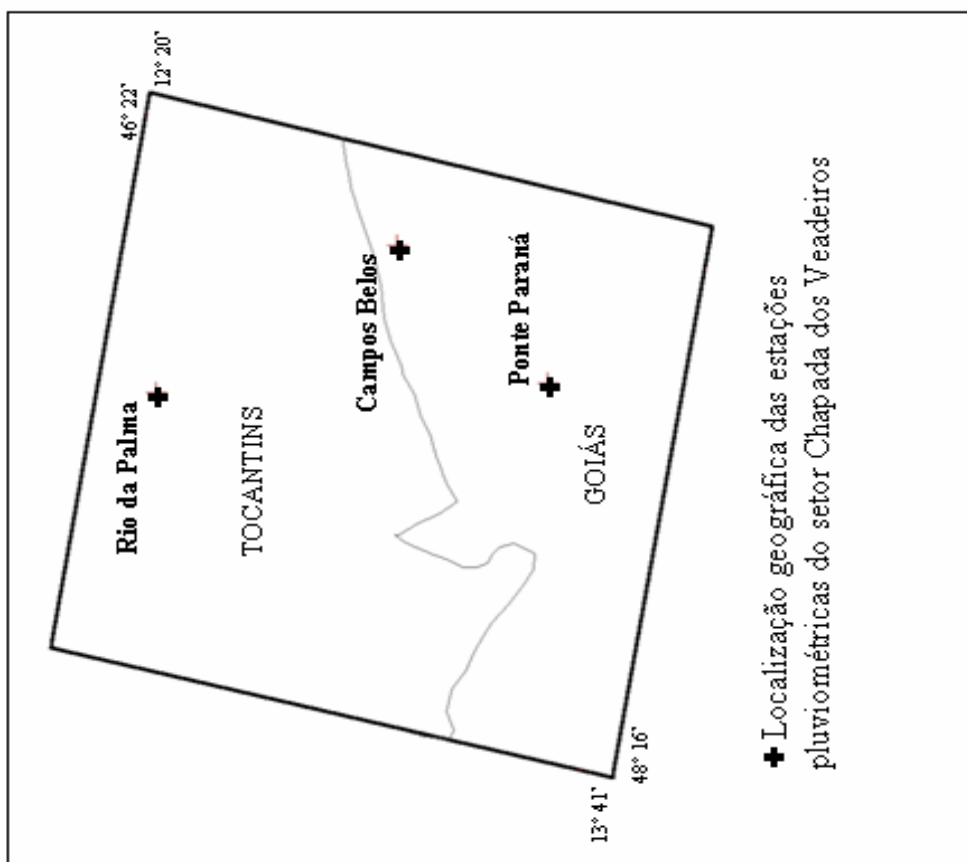 46° 22'
12° 20'
Rio da Palma
TOCANTINS
Campos Belos
Ponte Paraná
GOIÁS
13° 41'
48° 16'
Localização geográfica das estações
pluviométricas do setor Chapada dos Veadeiros